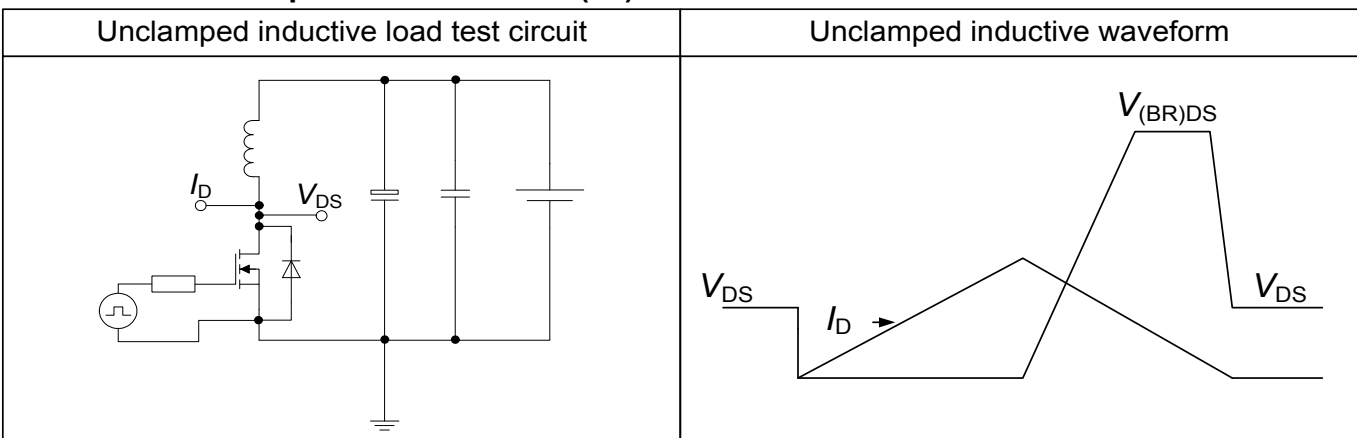 Unclamped inductive load test circuit
Unclamped inductive waveform
V(BR)DS
ID
VDS
VDS
ID
VDS